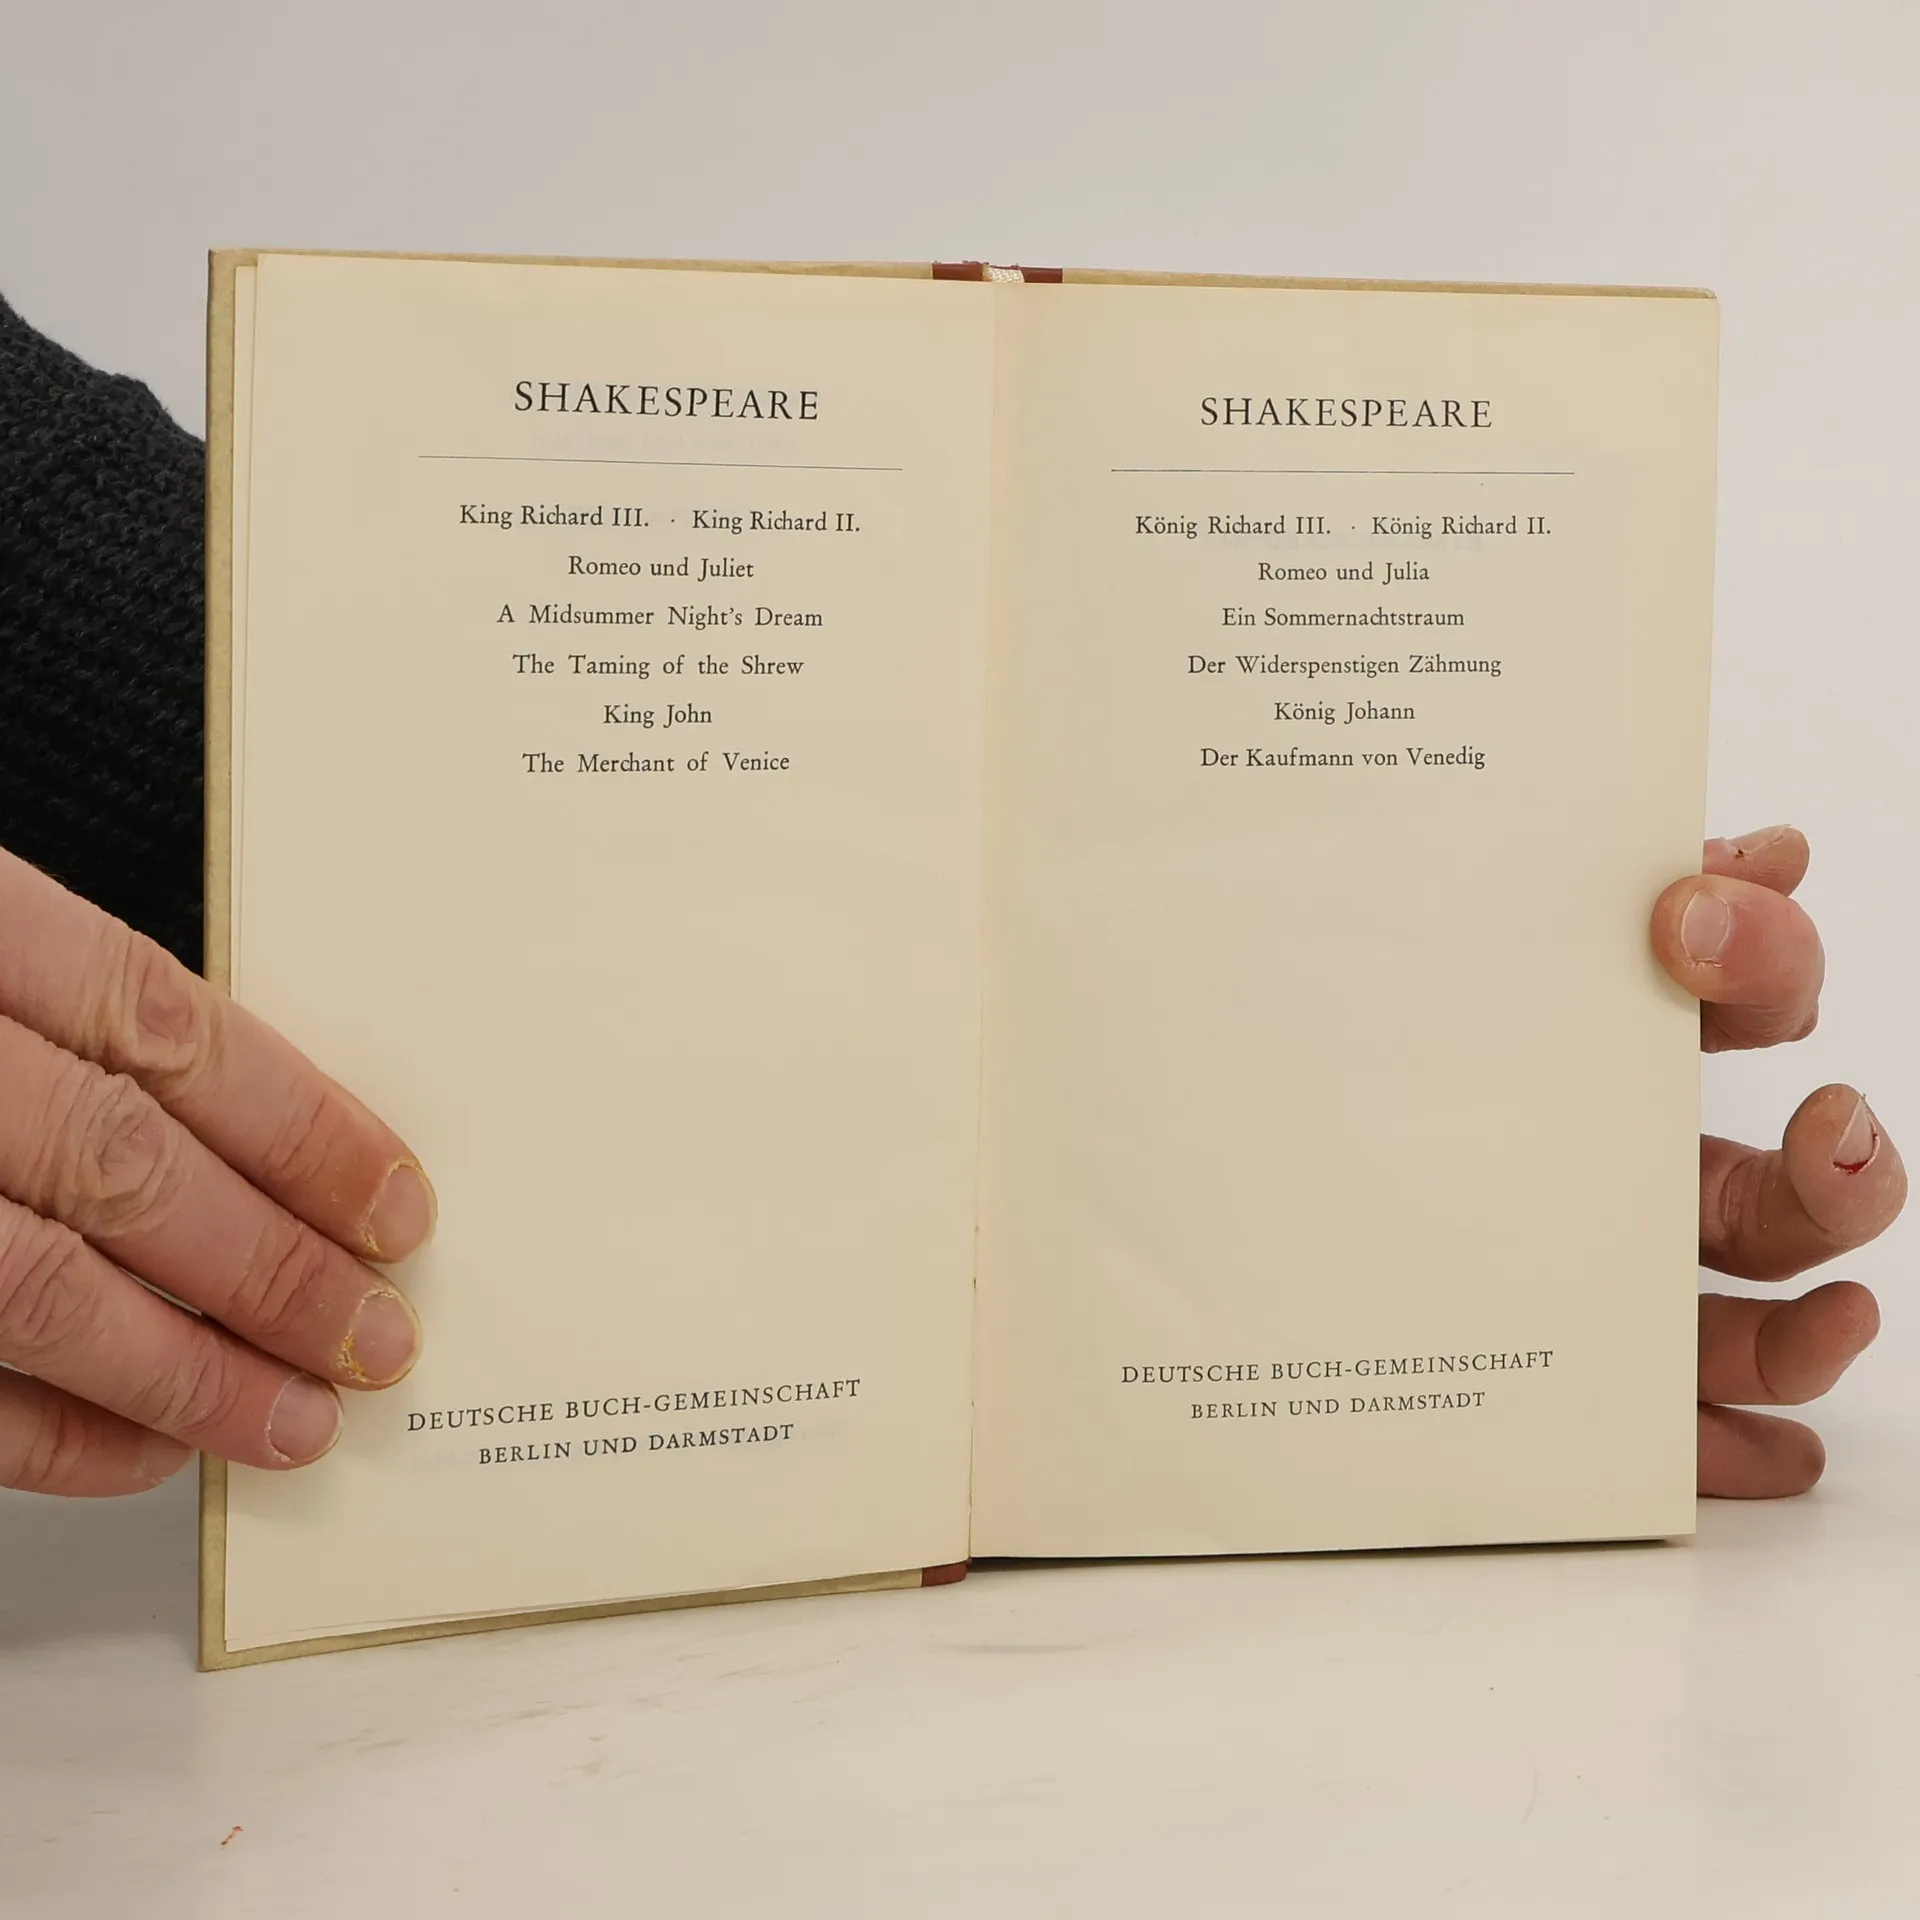 SHAKESPEARE
King Richard III. · King Richard II.
Romeo und Juliet
A Midsummer Night's Dream
The Taming of the Shrew
King John
The Merchant of Venice
DEUTSCHE BUCH-GEMEINSCHAFT
BERLIN UND DARMSTADT
SHAKESPEARE
König Richard III. · König Richard II.
Romeo und Julia
Ein Sommernachtstraum
Der Widerspenstigen Zähmung
König Johann
Der Kaufmann von Venedig
DEUTSCHE BUCH-GEMEINSCHAFT
BERLIN UND DARMSTADT